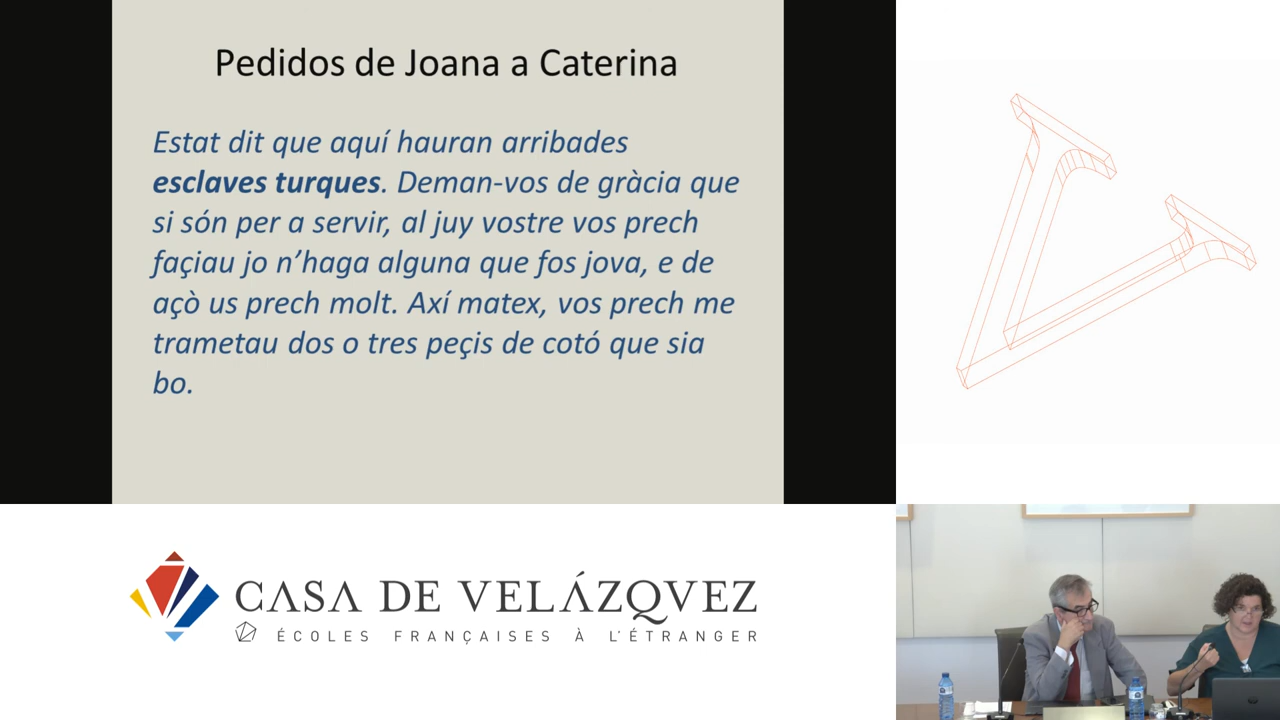 Pedidos de Joana a Caterina
Estat dit que aquí hauran arribades
esclaves turques. Deman-vos de gràcia que
si són per a servir, al juy vostre vos prech
façiau jo n’haga alguna que fos jova, e de
açò us prech molt. Axí matex, vos prech me
trametau dos o tres peçis de cotó que sia
bo.
CASA DE VELÁZQVEZ
ÉCOLES FRANÇAISES À L'ÉTRANGER